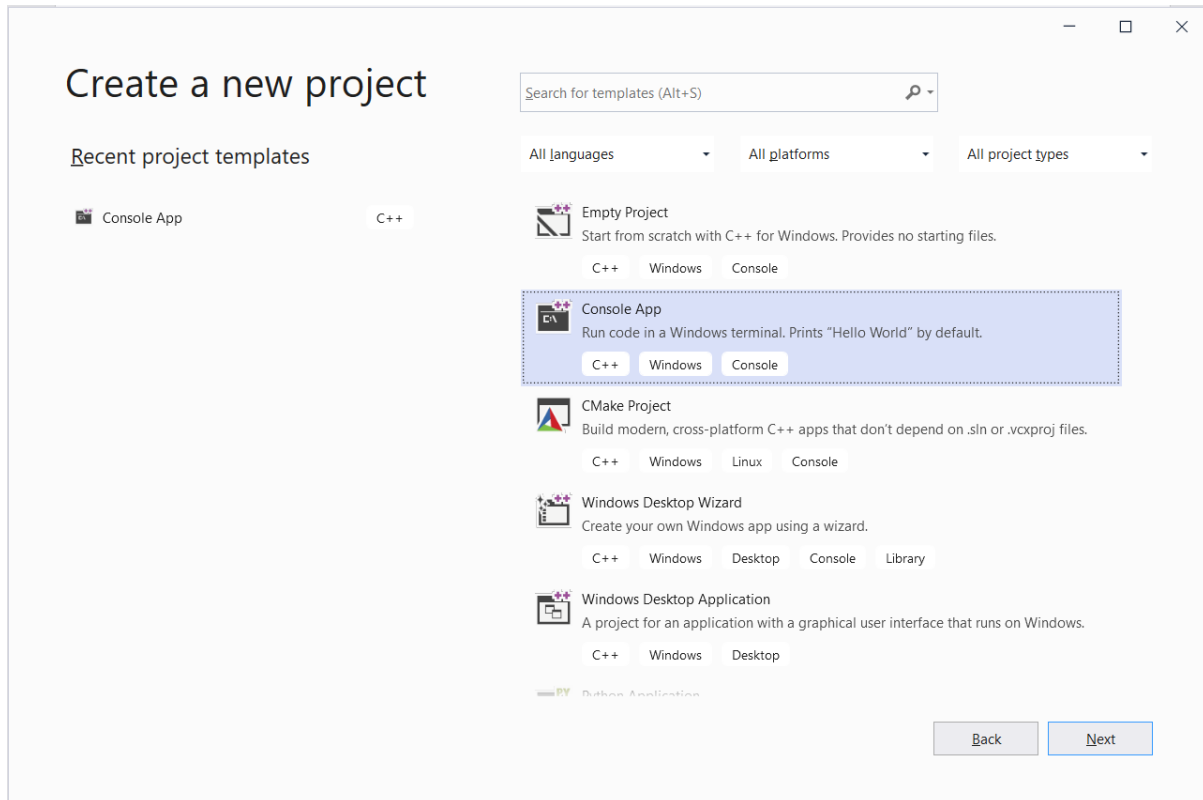 Create a new project
Search for templates (Alt+S)
Recent project templates
All languages
All platforms
All project types
Console App
C++
Empty Project
Start from scratch with C++ for Windows. Provides no starting files.
C++ Windows Console
Console App
Run code in a Windows terminal. Prints "Hello World" by default.
C++ Windows Console
CMake Project
Build modern, cross-platform C++ apps that don't depend on .sln or .vcxproj files.
C++ Windows Linux Console
Windows Desktop Wizard
Create your own Windows app using a wizard.
C++ Windows Desktop Console Library
Windows Desktop Application
A project for an application with a graphical user interface that runs on Windows.
C++ Windows Desktop
Python Application
Back
Next